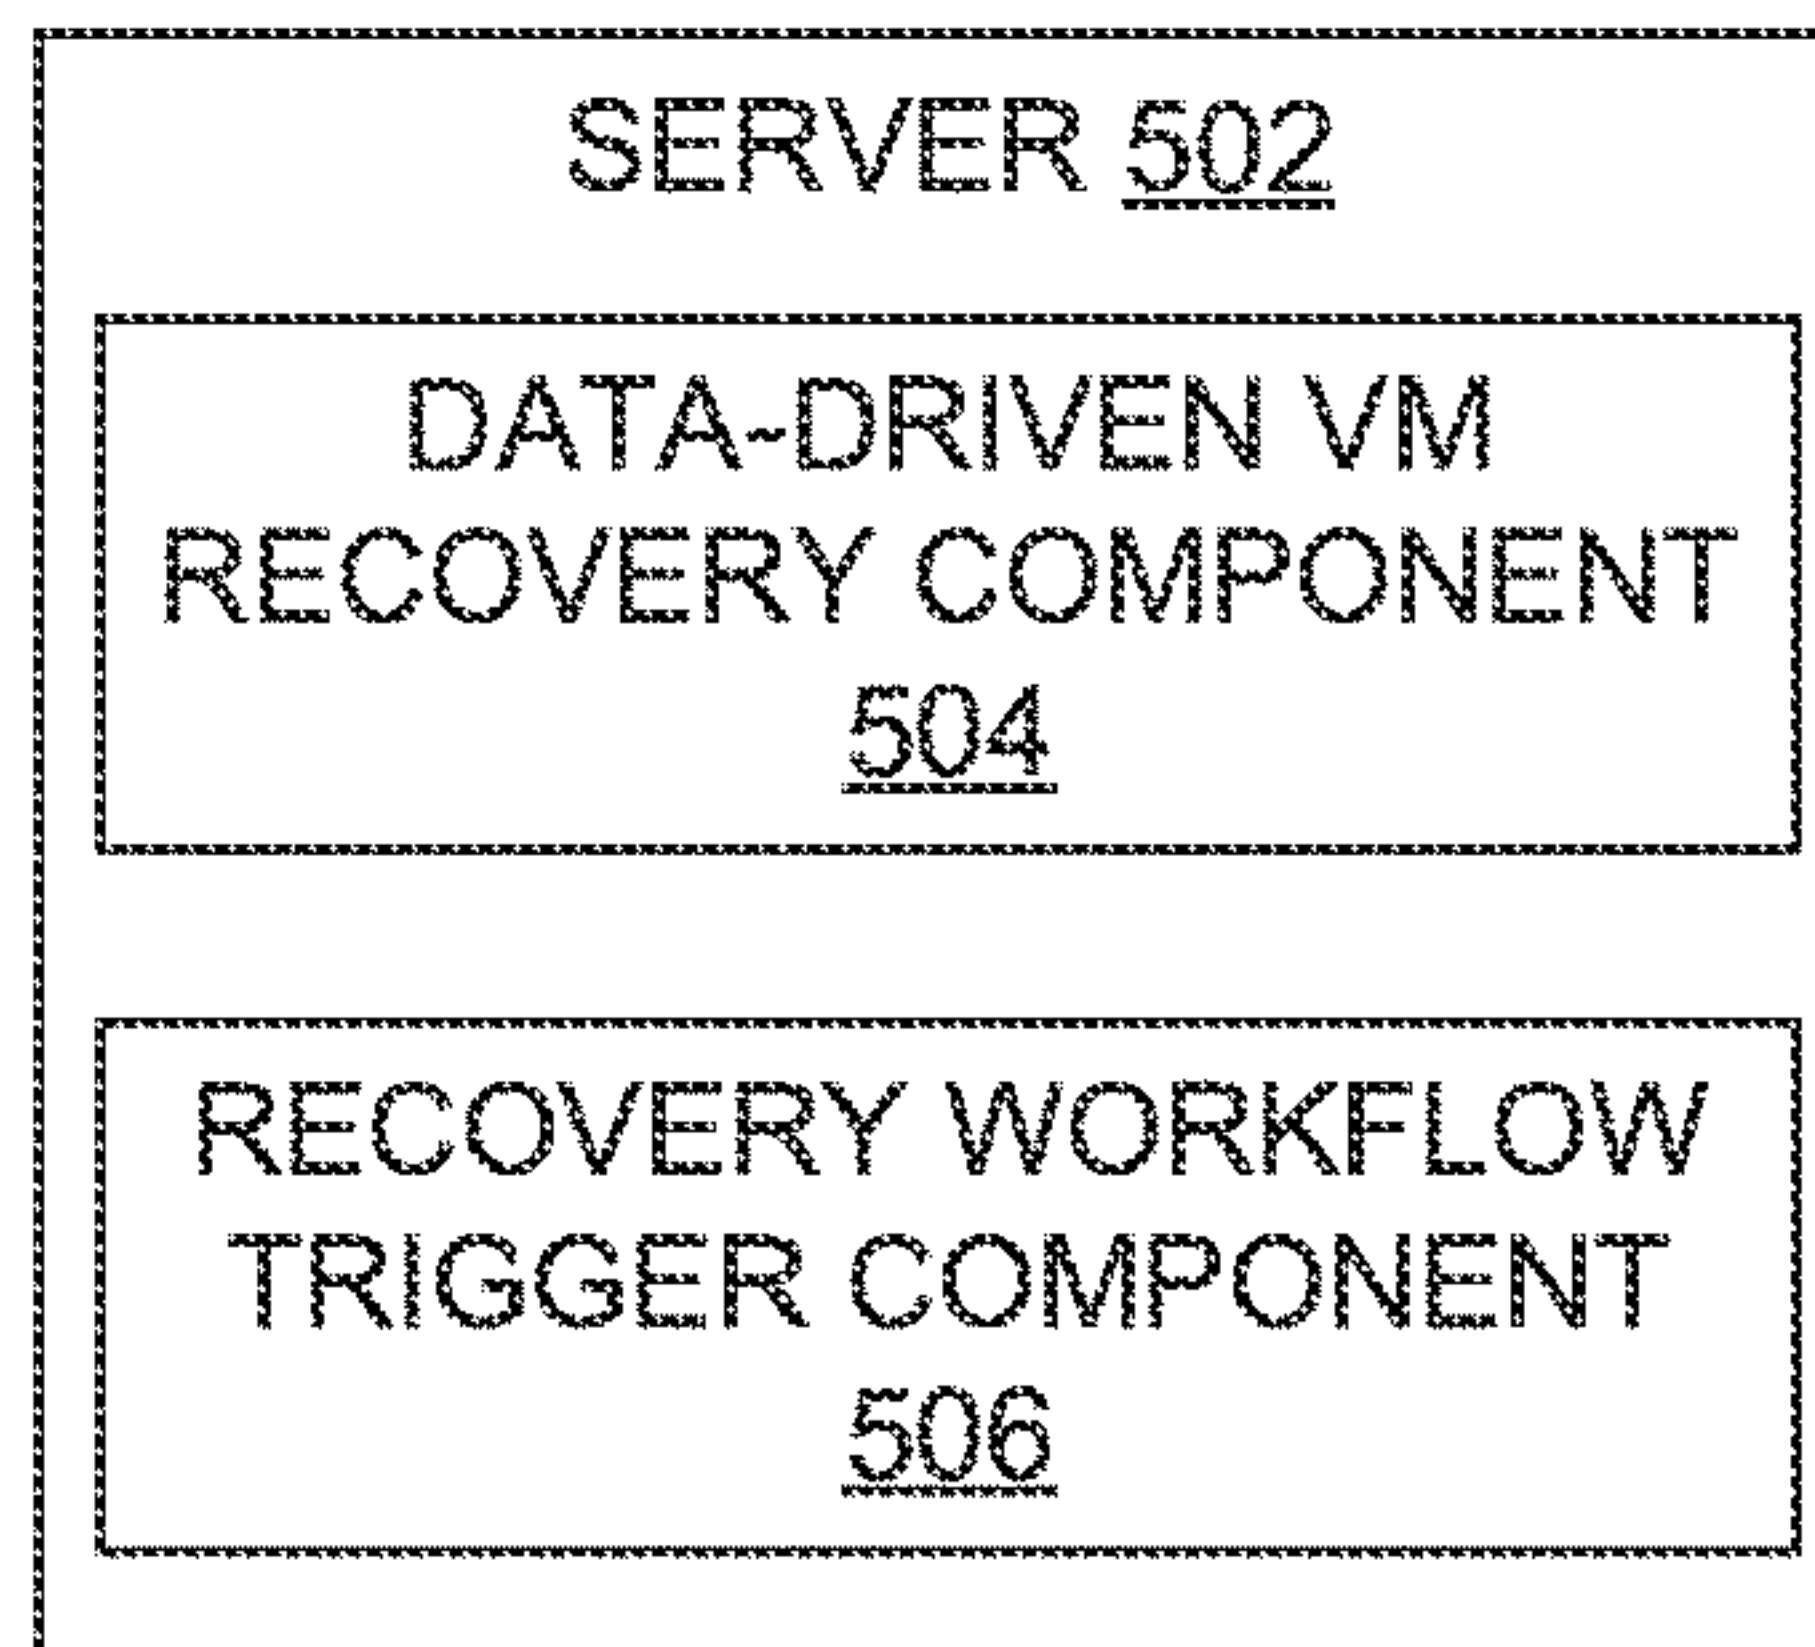 SERVER 502
DATA-DRIVEN VM
RECOVERY COMPONENT
504
RECOVERY WORKFLOW
TRIGGER COMPONENT
506